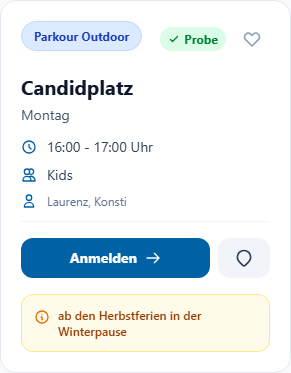 Parkour Outdoor
Probe
Candidplatz
Montag
16:00 - 17:00 Uhr
Kids
Laurenz, Konsti
Anmelden
ab den Herbstferien in der
Winterpause